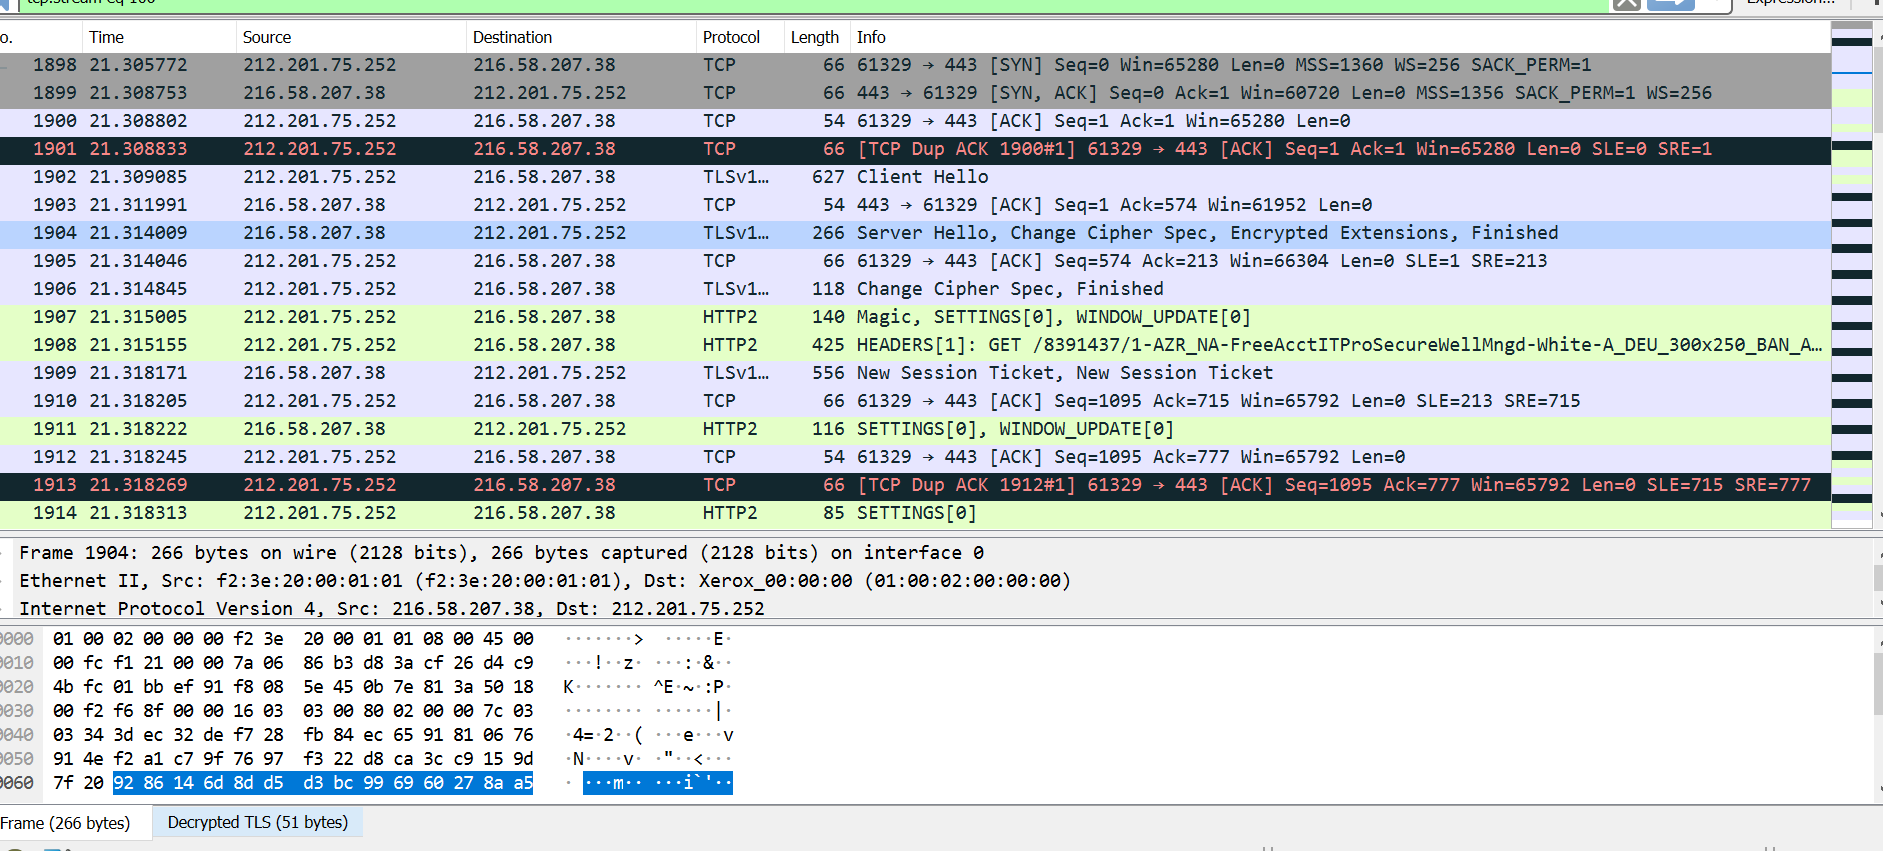 tcp.stream eq 100 Expression...
o. Time Source Destination Protocol Length Info
1898 21.305772 212.201.75.252 216.58.207.38 TCP 66 61329 → 443 [SYN] Seq=0 Win=65280 Len=0 MSS=1360 WS=256 SACK_PERM=1
1899 21.308753 216.58.207.38 212.201.75.252 TCP 66 443 → 61329 [SYN, ACK] Seq=0 Ack=1 Win=60720 Len=0 MSS=1356 SACK_PERM=1 WS=256
1900 21.308802 212.201.75.252 216.58.207.38 TCP 54 61329 → 443 [ACK] Seq=1 Ack=1 Win=65280 Len=0
1901 21.308833 212.201.75.252 216.58.207.38 TCP 66 [TCP Dup ACK 1900#1] 61329 → 443 [ACK] Seq=1 Ack=1 Win=65280 Len=0 SLE=0 SRE=1
1902 21.309085 212.201.75.252 216.58.207.38 TLSv1… 627 Client Hello
1903 21.311991 216.58.207.38 212.201.75.252 TCP 54 443 → 61329 [ACK] Seq=1 Ack=574 Win=61952 Len=0
1904 21.314009 216.58.207.38 212.201.75.252 TLSv1… 266 Server Hello, Change Cipher Spec, Encrypted Extensions, Finished
1905 21.314046 212.201.75.252 216.58.207.38 TCP 66 61329 → 443 [ACK] Seq=574 Ack=213 Win=66304 Len=0 SLE=1 SRE=213
1906 21.314845 212.201.75.252 216.58.207.38 TLSv1… 118 Change Cipher Spec, Finished
1907 21.315005 212.201.75.252 216.58.207.38 HTTP2 140 Magic, SETTINGS[0], WINDOW_UPDATE[0]
1908 21.315155 212.201.75.252 216.58.207.38 HTTP2 425 HEADERS[1]: GET /8391437/1-AZR_NA-FreeAcctITProSecureWellMngd-White-A_DEU_300x250_BAN_A…
1909 21.318171 216.58.207.38 212.201.75.252 TLSv1… 556 New Session Ticket, New Session Ticket
1910 21.318205 212.201.75.252 216.58.207.38 TCP 66 61329 → 443 [ACK] Seq=1095 Ack=715 Win=65792 Len=0 SLE=213 SRE=715
1911 21.318222 216.58.207.38 212.201.75.252 HTTP2 116 SETTINGS[0], WINDOW_UPDATE[0]
1912 21.318245 212.201.75.252 216.58.207.38 TCP 54 61329 → 443 [ACK] Seq=1095 Ack=777 Win=65792 Len=0
1913 21.318269 212.201.75.252 216.58.207.38 TCP 66 [TCP Dup ACK 1912#1] 61329 → 443 [ACK] Seq=1095 Ack=777 Win=65792 Len=0 SLE=715 SRE=777
1914 21.318313 212.201.75.252 216.58.207.38 HTTP2 85 SETTINGS[0]
Frame 1904: 266 bytes on wire (2128 bits), 266 bytes captured (2128 bits) on interface 0
Ethernet II, Src: f2:3e:20:00:01:01 (f2:3e:20:00:01:01), Dst: Xerox_00:00:00 (01:00:02:00:00:00)
Internet Protocol Version 4, Src: 216.58.207.38, Dst: 212.201.75.252
0000 01 00 02 00 00 00 f2 3e 20 00 01 01 08 00 45 00 ·······> ·····E·
0010 00 fc f1 21 00 00 7a 06 86 b3 d8 3a cf 26 d4 c9 ···!··z· ···:·&··
0020 4b fc 01 bb ef 91 f8 08 5e 45 0b 7e 81 3a 50 18 K······· ^E·~·:P·
0030 00 f2 f6 8f 00 00 16 03 03 00 80 02 00 00 7c 03 ········ ······|·
0040 03 34 3d ec 32 de f7 28 fb 84 ec 65 91 81 06 76 ·4=·2··( ···e···v
0050 91 4e f2 a1 c7 9f 76 97 f3 22 d8 ca 3c c9 15 9d ·N····v· ·"··<···
0060 7f 20 92 86 14 6d 8d d5 d3 bc 99 69 60 27 8a a5 · ···m·· ···i`'··
Frame (266 bytes) Decrypted TLS (51 bytes)